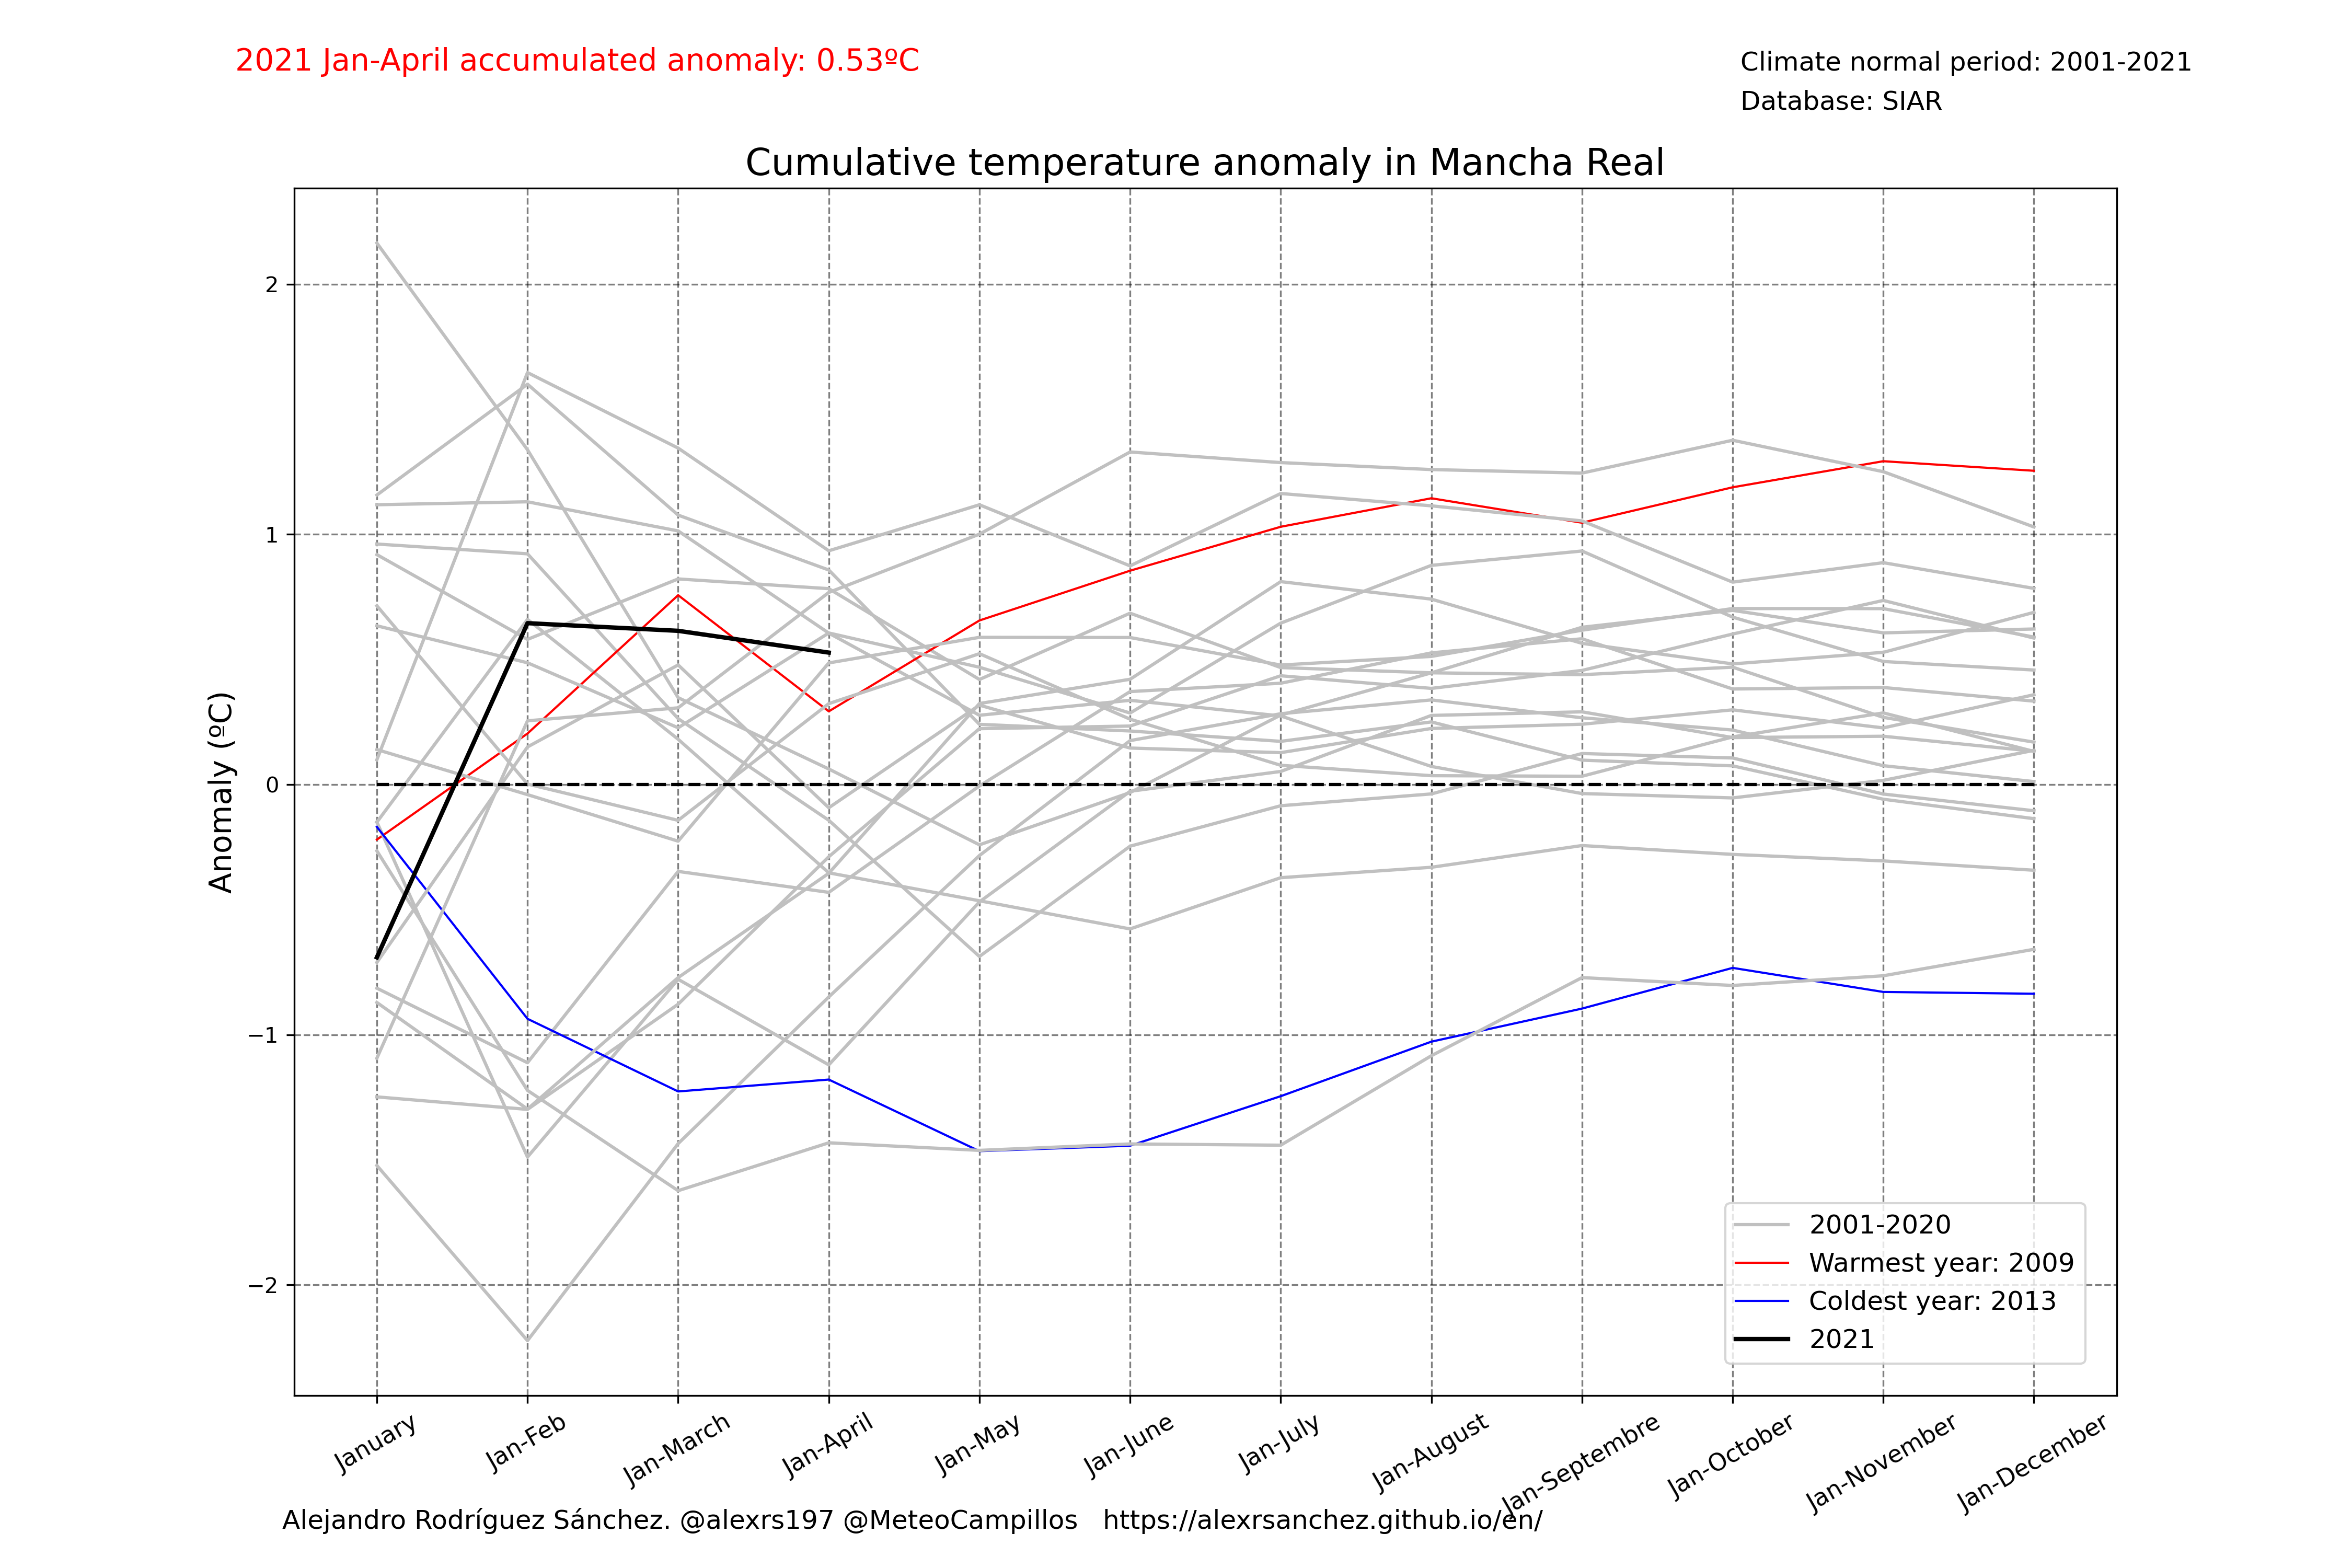 2021 Jan-April accumulated anomaly: 0.53ºC
Climate normal period: 2001-2021
Database: SIAR
Cumulative temperature anomaly in Mancha Real
Anomaly (ºC)
2
1
0
−1
−2
2001-2020
Warmest year: 2009
Coldest year: 2013
2021
January
Jan-Feb
Jan-March
Jan-April
Jan-May
Jan-June
Jan-July
Jan-August
Jan-Septembre
Jan-October
Jan-November
Jan-December
Alejandro Rodríguez Sánchez. @alexrs197 @MeteoCampillos https://alexrsanchez.github.io/en/